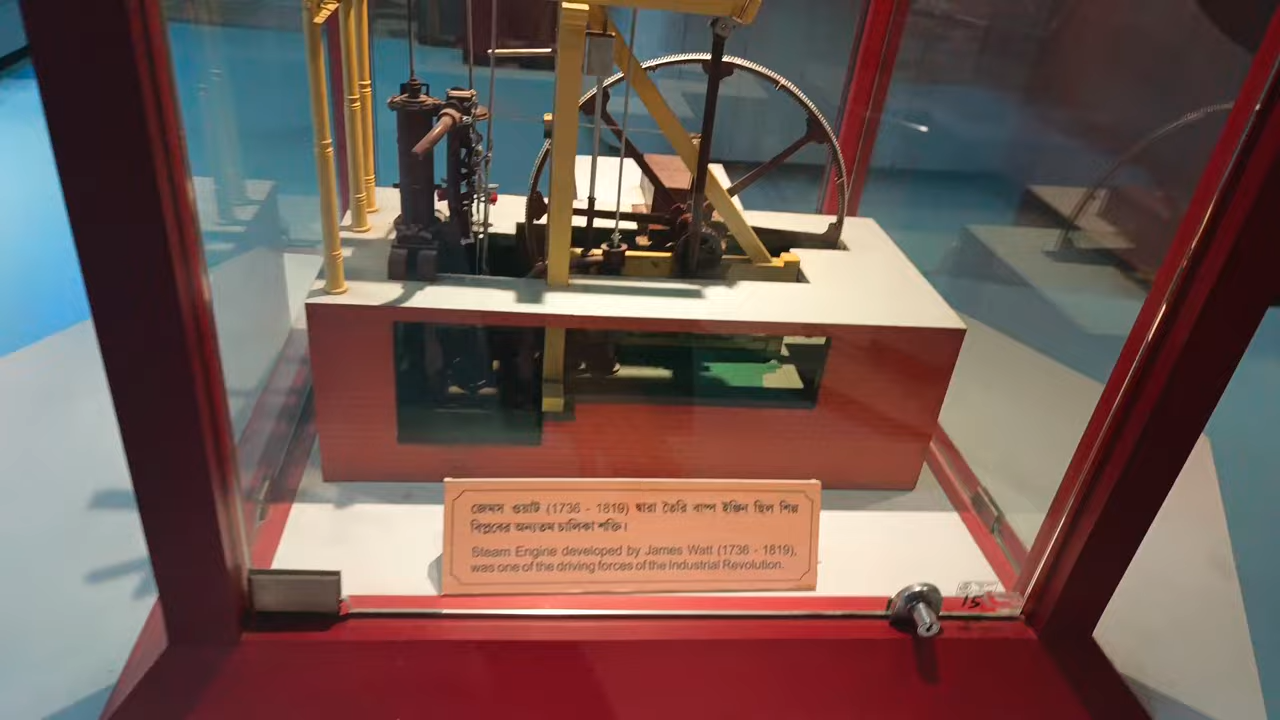 জেমস ওয়াট (1736 - 1819) দ্বারা তৈরি বাষ্প ইঞ্জিন ছিল শিল্প
বিপ্লবের অন্যতম চালিকা শক্তি।
Steam Engine developed by James Watt (1736 - 1819),
was one of the driving forces of the Industrial Revolution.
15